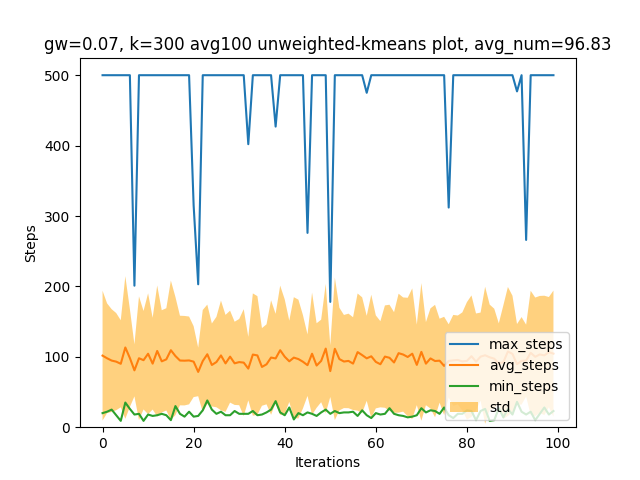 gw=0.07, k=300 avg100 unweighted-kmeans plot, avg_num=96.83
500
400
300
200
100
0
Steps
max_steps
avg_steps
min_steps
std
0
20
40
60
80
100
Iterations